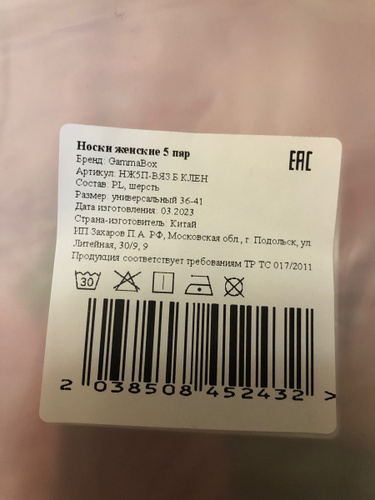 Носки женские 5 пар
EAC
Бренд: GammaBox
Артикул: НЖ5П-ВЯЗ.Б.КЛЕН
Состав: PL, шерсть
Размер: универсальный 36-41
Дата изготовления: 03.2023
Страна-изготовитель: Китай
ИП Захаров П.А. РФ, Московская обл., г. Подольск, ул.
Литейная, 30/9, 9
Продукция соответствует требованиям ТР ТС 017/2011
30
2 038508 452432 >